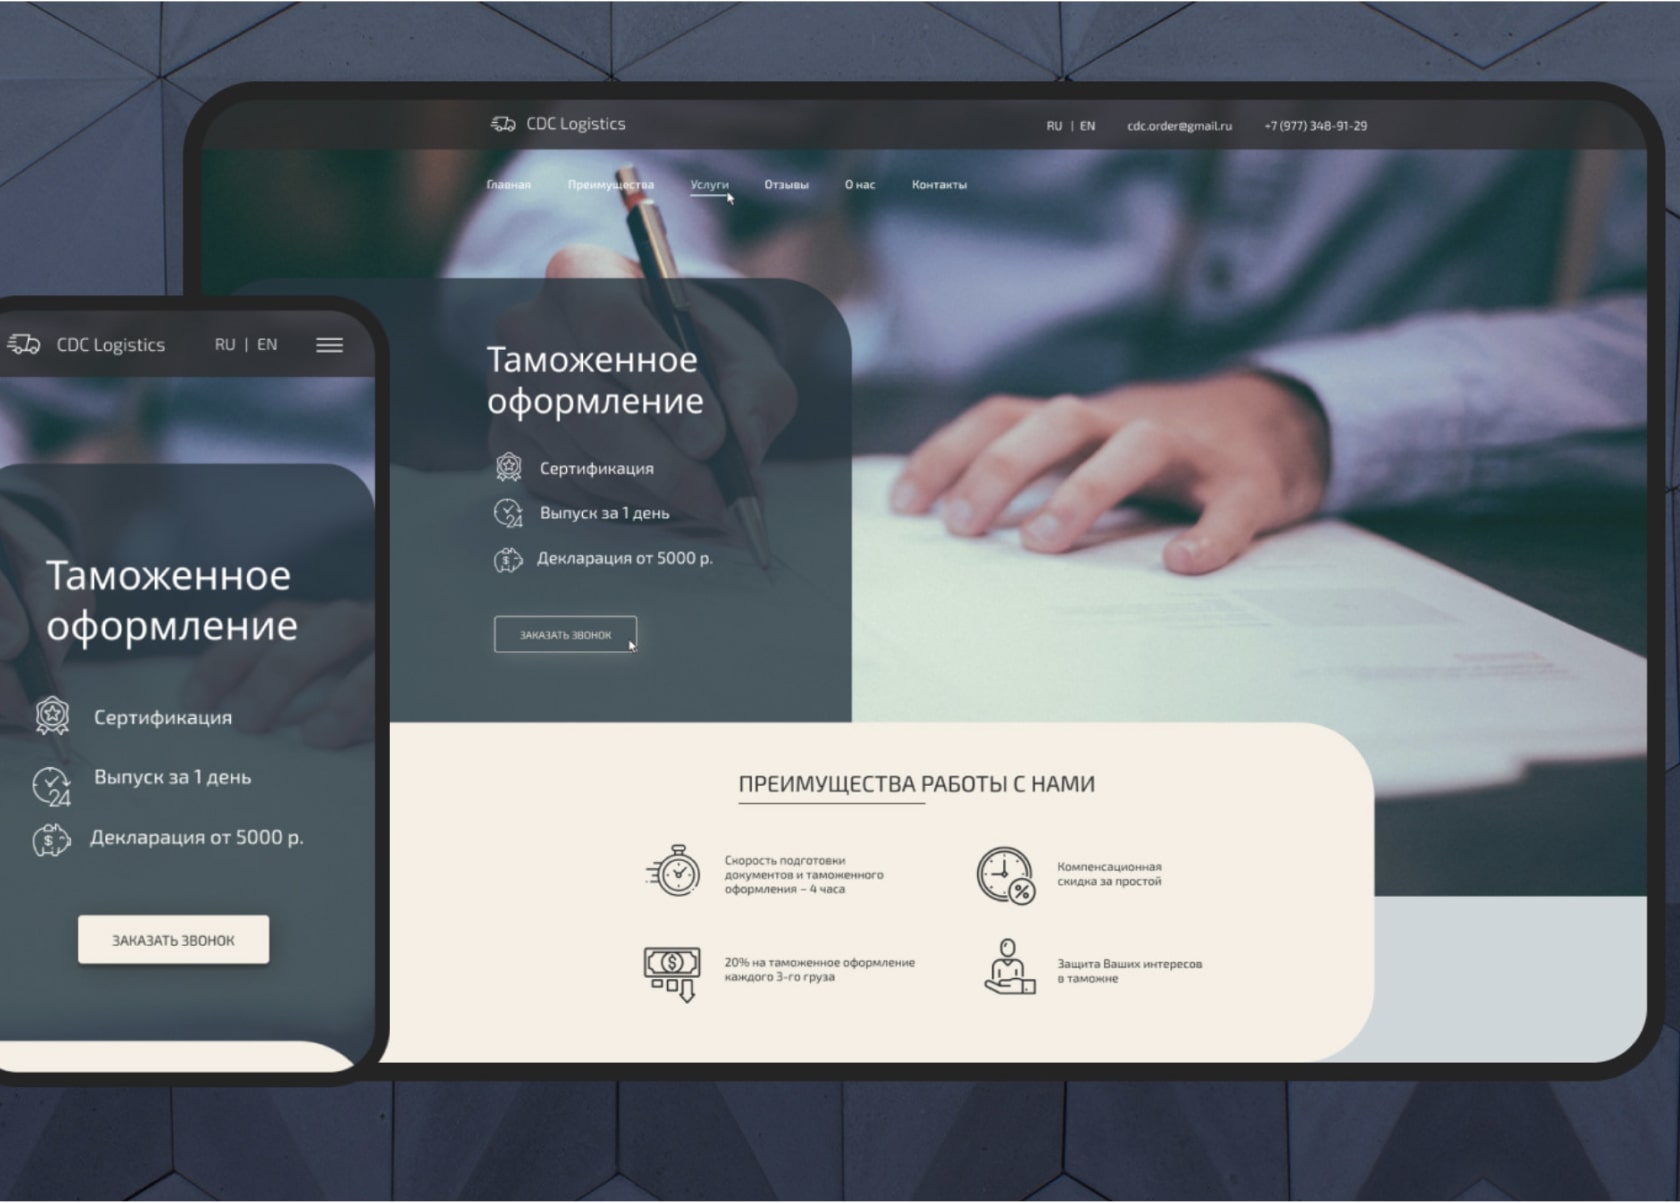 CDC Logistics
RU | EN
cdc.order@gmail.ru
+7 (977) 348-91-29
Главная
Преимущества
Услуги
Отзывы
О нас
Контакты
Таможенное
оформление
Сертификация
24
Выпуск за 1 день
$
Декларация от 5000 р.
ЗАКАЗАТЬ ЗВОНОК
ПРЕИМУЩЕСТВА РАБОТЫ С НАМИ
Скорость подготовки
документов и таможенного
оформления – 4 часа
%
Компенсационная
скидка за простой
$
20% на таможенное оформление
каждого 3-го груза
Защита Ваших интересов
в таможне
CDC Logistics
RU | EN
Таможенное
оформление
Сертификация
24
Выпуск за 1 день
$
Декларация от 5000 р.
ЗАКАЗАТЬ ЗВОНОК